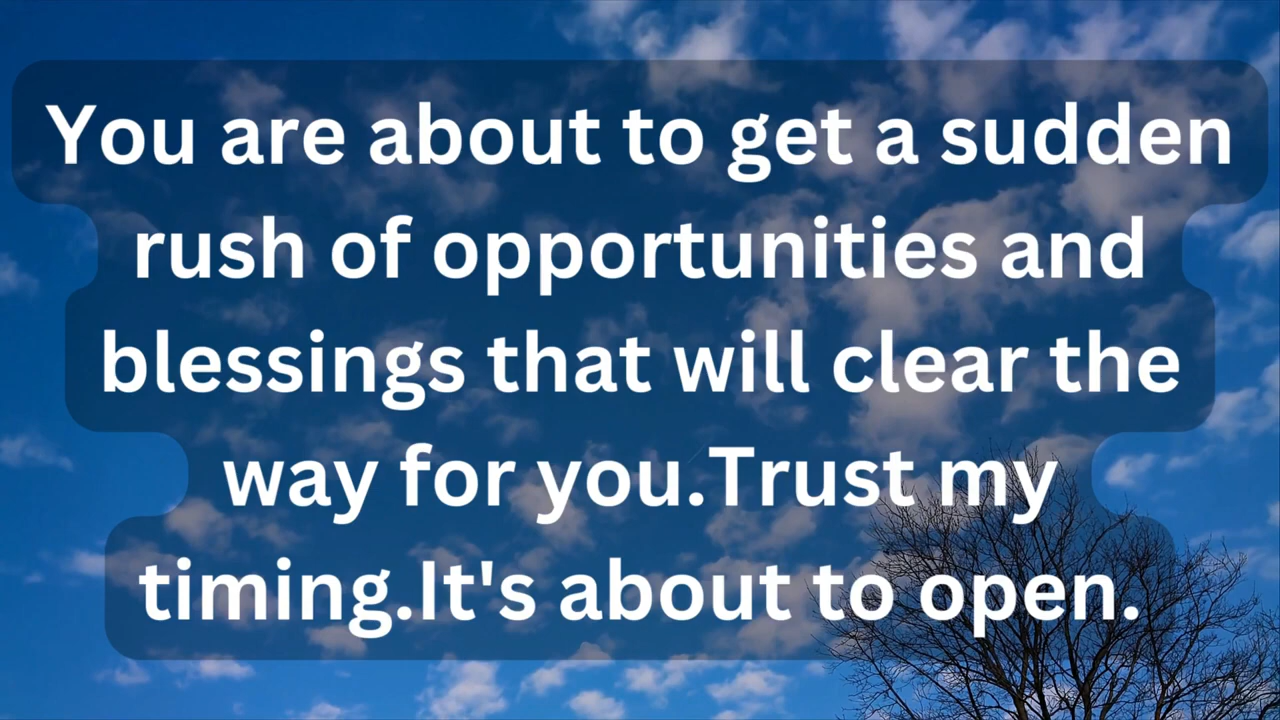 You are about to get a sudden
rush of opportunities and
blessings that will clear the
way for you.Trust my
timing.It's about to open.